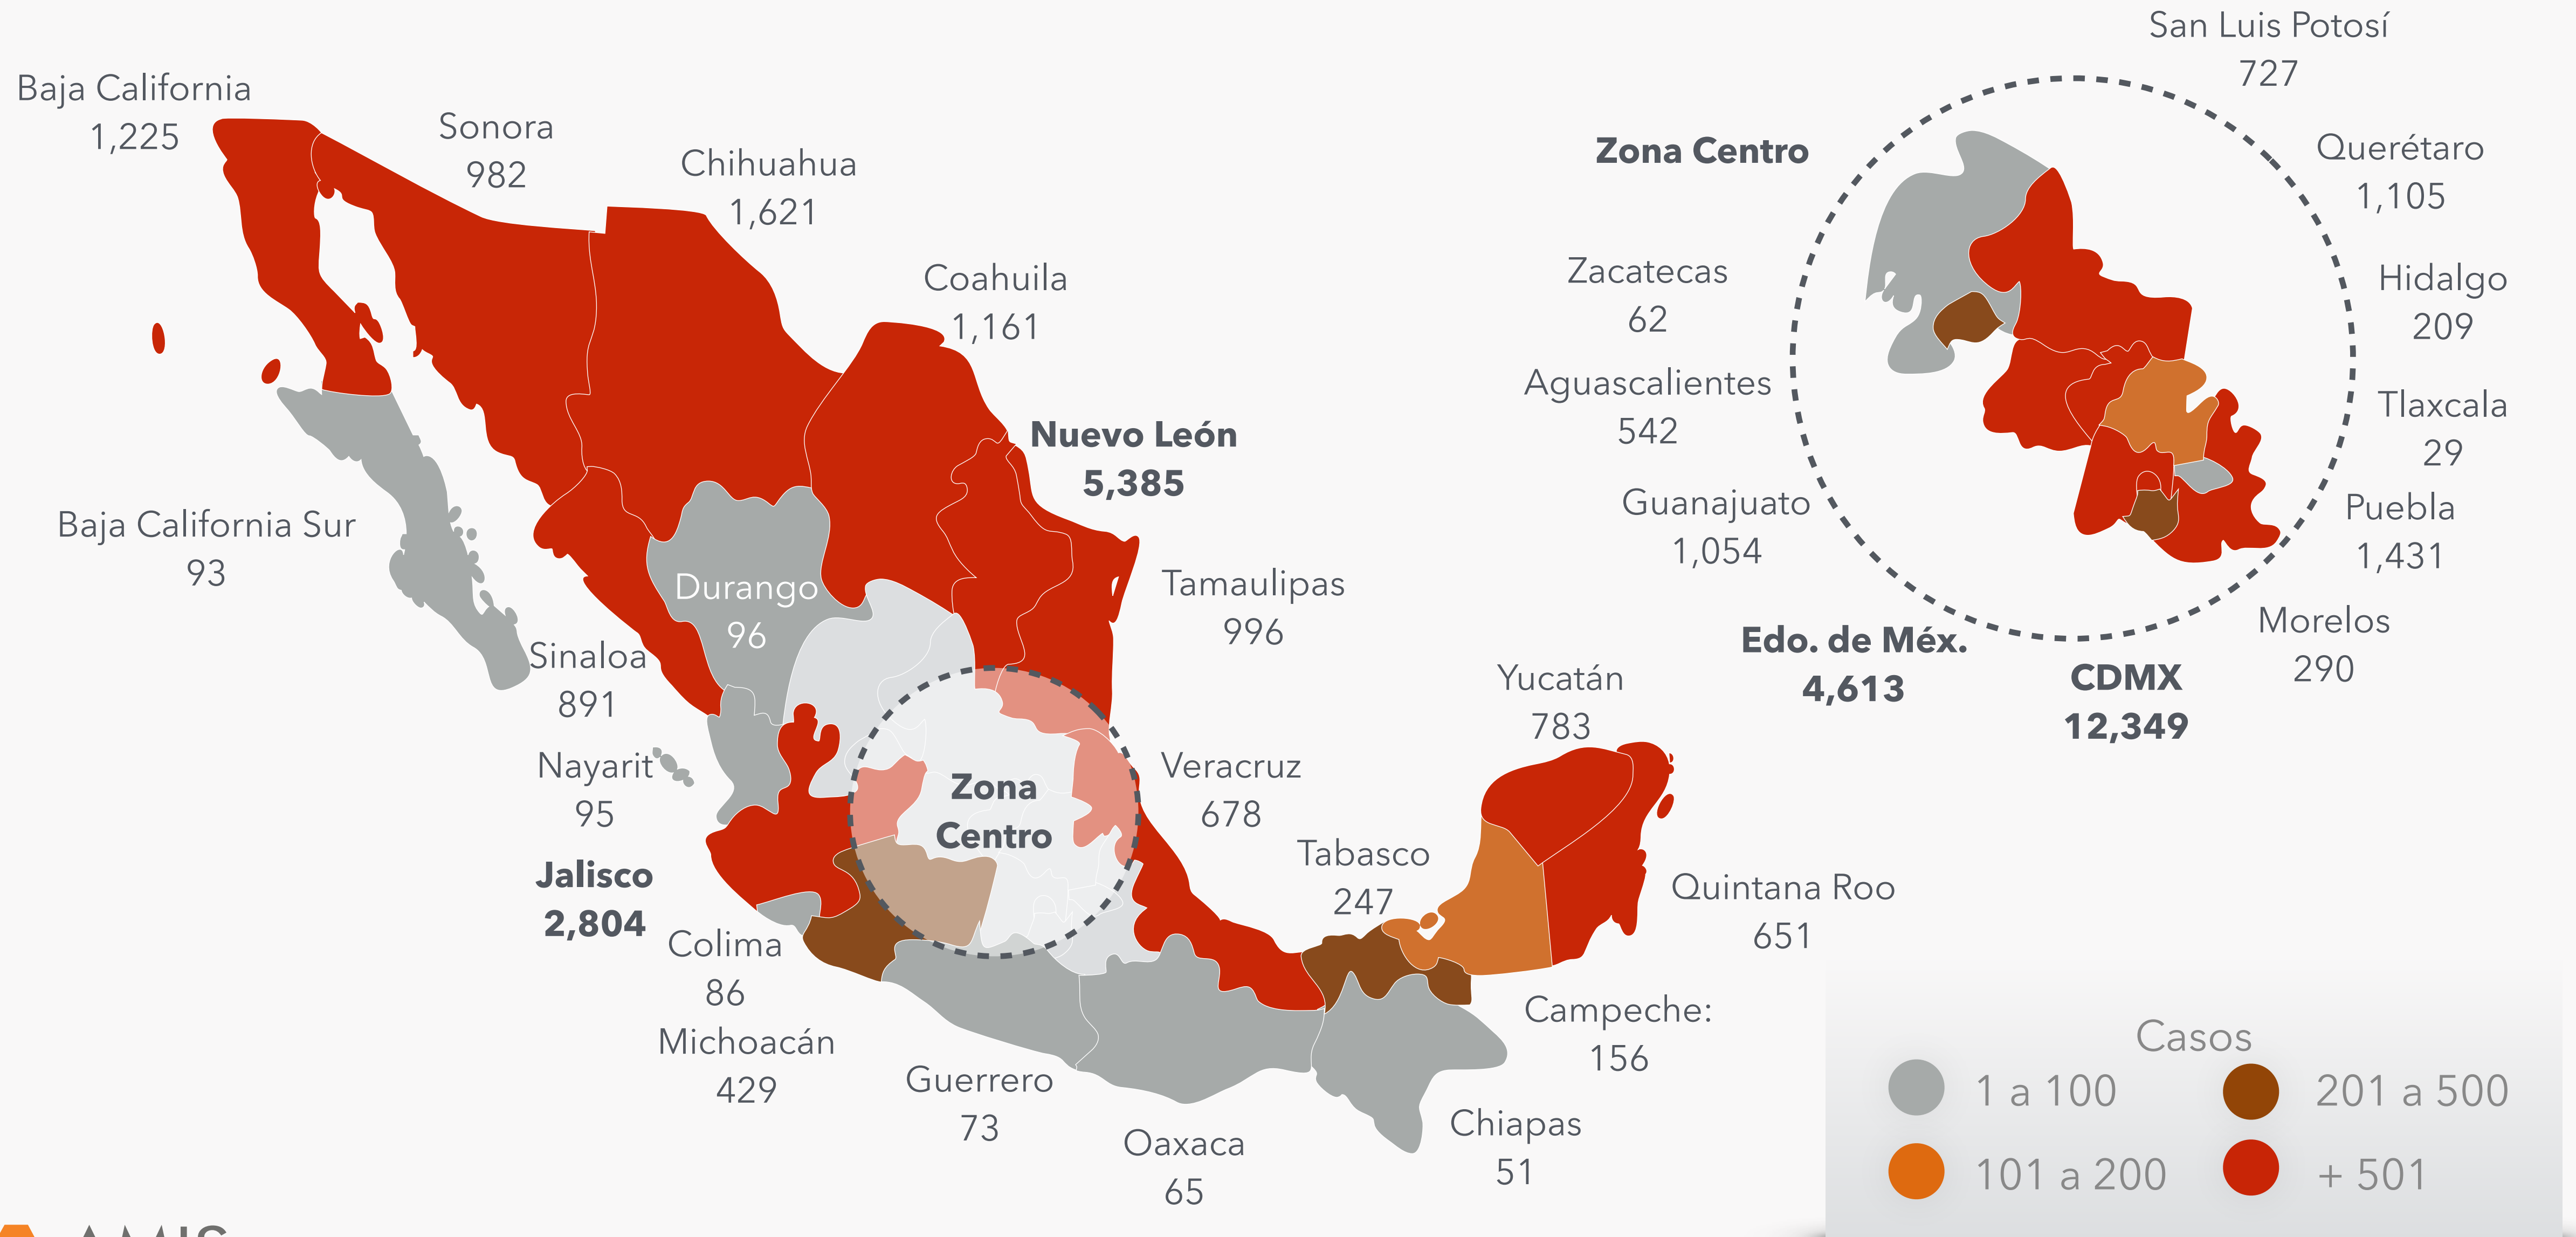 Baja California
1,225
Sonora
982
Chihuahua
1,621
Coahuila
1,161
Nuevo León
5,385
Baja California Sur
93
Durango
96
Tamaulipas
996
Sinaloa
891
Nayarit
95
Zona
Centro
Veracruz
678
Jalisco
2,804
Colima
86
Michoacán
429
Guerrero
73
Oaxaca
65
Chiapas
51
Tabasco
247
Campeche:
156
Yucatán
783
Quintana Roo
651
Zona Centro
San Luis Potosí
727
Querétaro
1,105
Hidalgo
209
Tlaxcala
29
Puebla
1,431
Morelos
290
CDMX
12,349
Edo. de Méx.
4,613
Guanajuato
1,054
Aguascalientes
542
Zacatecas
62
Casos
1 a 100
201 a 500
101 a 200
+ 501
AMIS